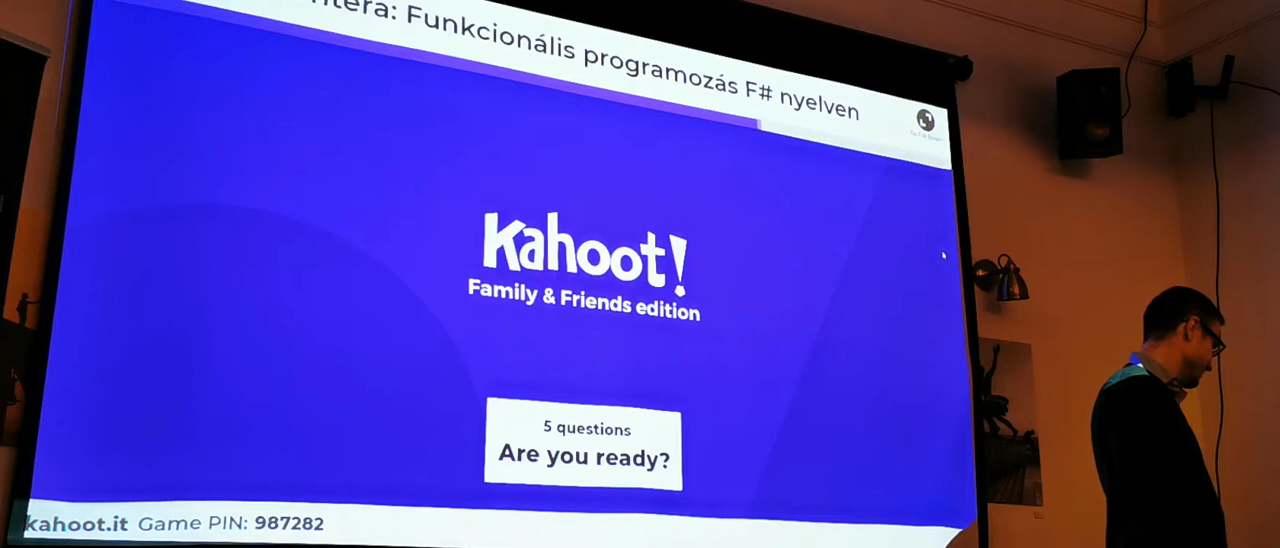 Funkcionális programozás F# nyelven
Kahoot!
Family & Friends edition
5 questions
Are you ready?
kahoot.it Game PIN: 987282